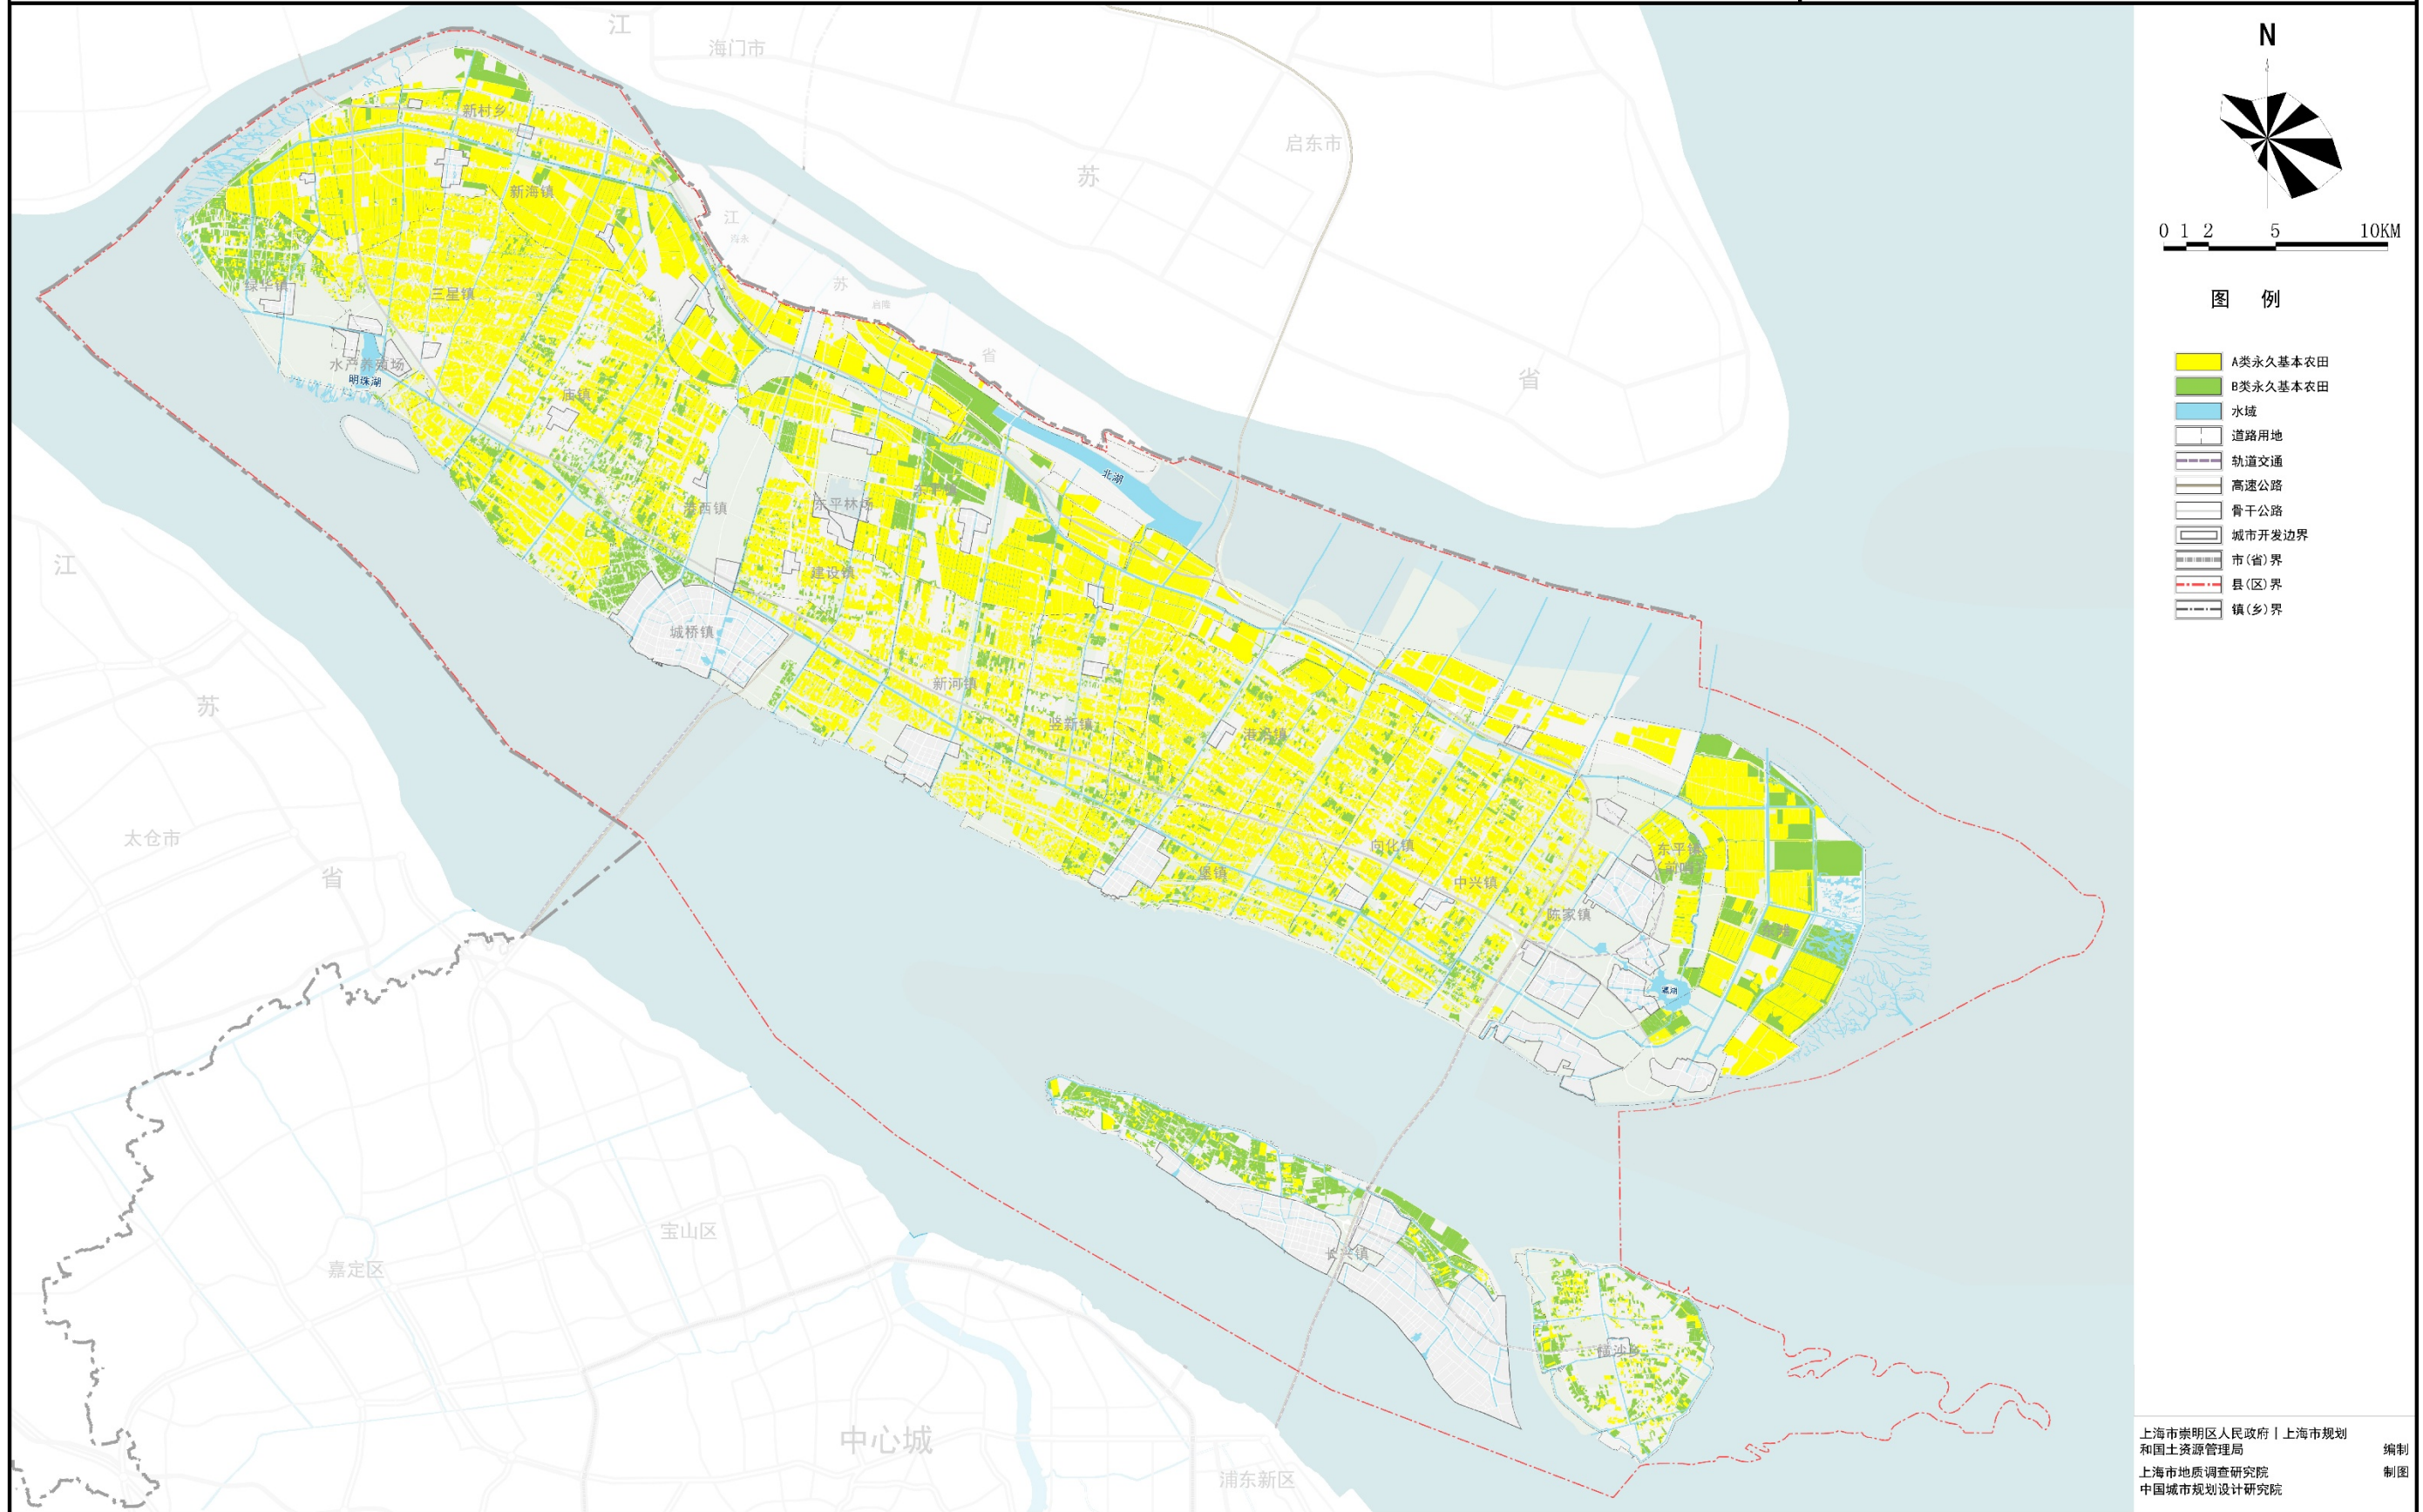 江
海门市
苏
启东市
省
新村乡
新海镇
江
海永
苏
启隆
省
绿华镇
三星镇
水产养殖场
明珠湖
庙镇
港西镇
东平林场
东平镇
北湖
建设镇
城桥镇
新河镇
竖新镇
港沿镇
向化镇
堡镇
中兴镇
陈家镇
东平镇
江
苏
太仓市
省
嘉定区
宝山区
长兴镇
横沙乡
中心城
浦东新区
N
0 1 2 5 10KM
图 例
A类永久基本农田
B类永久基本农田
水域
道路用地
轨道交通
高速公路
骨干公路
城市开发边界
市(省)界
县(区)界
镇(乡)界
上海市崇明区人民政府|上海市规划
和国土资源管理局 编制
上海市地质调查研究院 制图
中国城市规划设计研究院